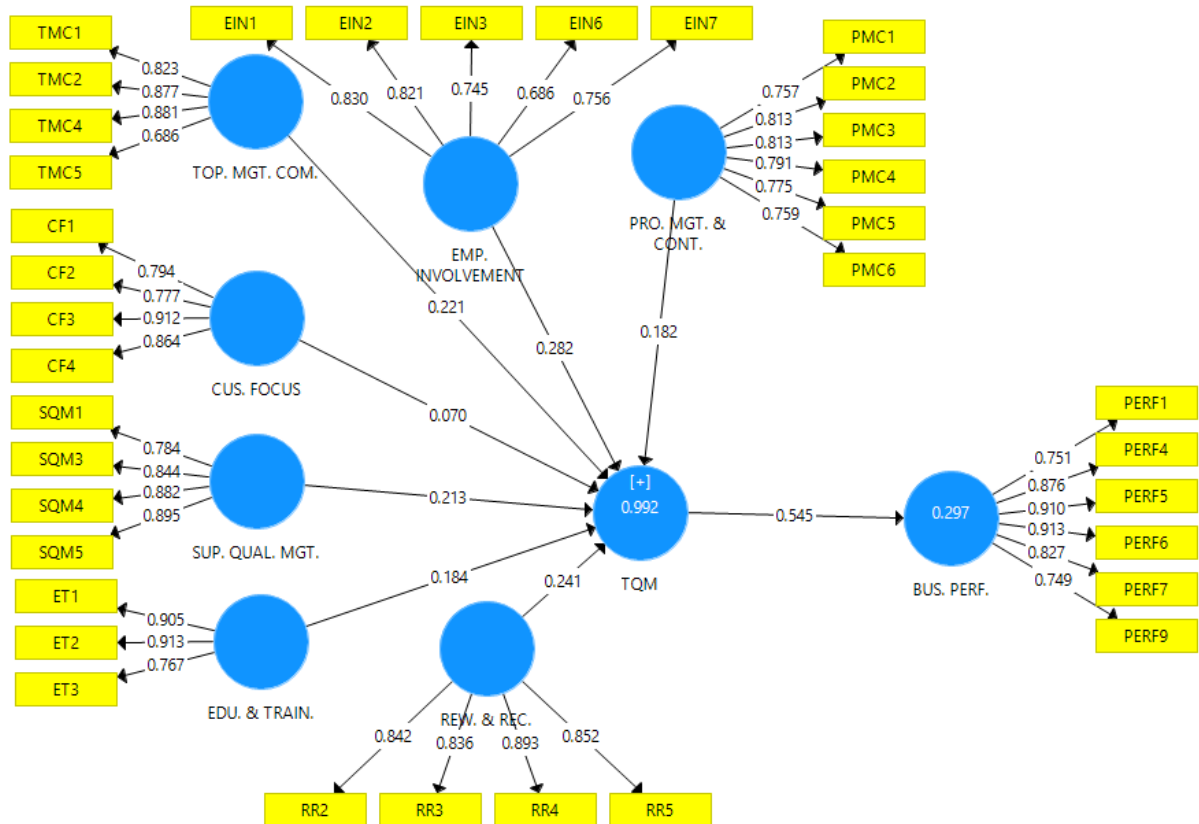 EIN1
EIN2
EIN3
EIN6
EIN7
0.830
0.821
0.745
0.686
0.756
EMP.
INVOLVEMENT
0.282
TMC1
TMC2
TMC4
TMC5
0.823
0.877
0.881
0.686
TOP. MGT. COM.
0.221
PMC1
PMC2
PMC3
PMC4
PMC5
PMC6
0.757
0.813
0.813
0.791
0.775
0.759
PRO. MGT. &
CONT.
0.182
CF1
CF2
CF3
CF4
0.794
0.777
0.912
0.864
CUS. FOCUS
0.070
SQM1
SQM3
SQM4
SQM5
0.784
0.844
0.882
0.895
SUP. QUAL. MGT.
0.213
ET1
ET2
ET3
0.905
0.913
0.767
EDU. & TRAIN.
0.184
REW. & REC.
0.241
0.842
0.836
0.893
0.852
RR2
RR3
RR4
RR5
[+]
0.992
TQM
0.545
0.297
BUS. PERF.
0.751
0.876
0.910
0.913
0.827
0.749
PERF1
PERF4
PERF5
PERF6
PERF7
PERF9